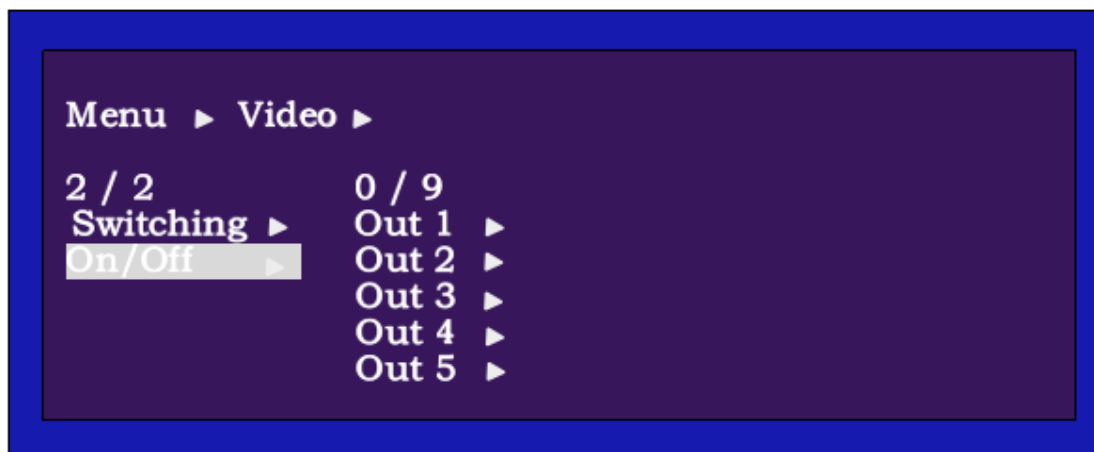 Menu ▶ Video ▶
2 / 2 0 / 9
Switching ▶ Out 1 ▶
On/Off ▶ Out 2 ▶
Out 3 ▶
Out 4 ▶
Out 5 ▶